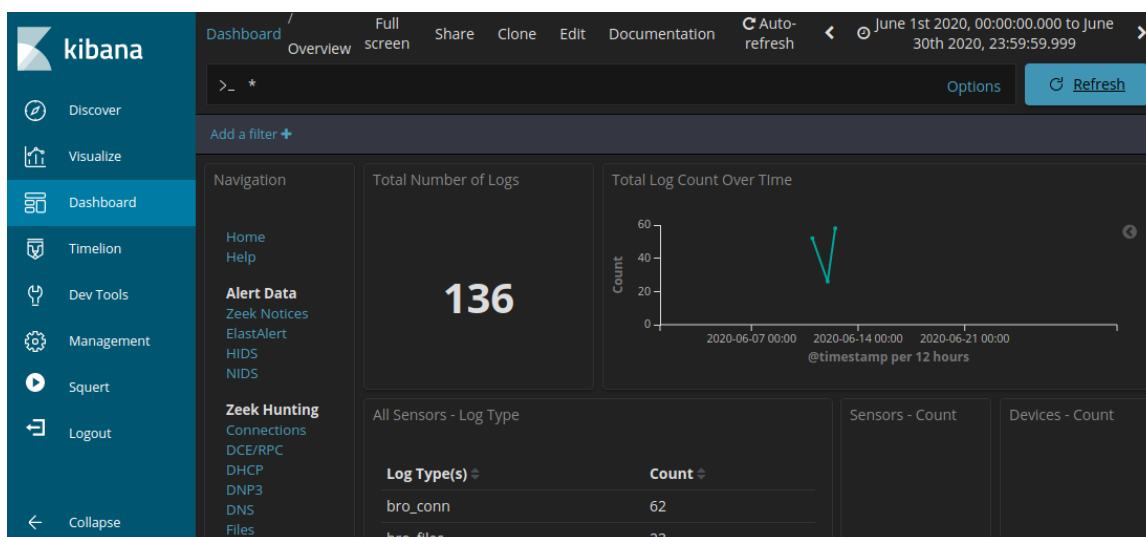 kibana
Discover
Visualize
Dashboard
Timelion
Dev Tools
Management
Squert
Logout
Collapse
Dashboard / Overview
Full screen
Share
Clone
Edit
Documentation
Auto-refresh
June 1st 2020, 00:00:00.000 to June 30th 2020, 23:59:59.999
>_ *
Options
Refresh
Add a filter +
Navigation
Home
Help
Alert Data
Zeek Notices
ElastAlert
HIDS
NIDS
Zeek Hunting
Connections
DCE/RPC
DHCP
DNP3
DNS
Files
Total Number of Logs
136
Total Log Count Over TIme
Count
60
40
20
0
2020-06-07 00:00
2020-06-14 00:00
2020-06-21 00:00
@timestamp per 12 hours
All Sensors - Log Type
Log Type(s)
Count
bro_conn
62
Sensors - Count
Devices - Count